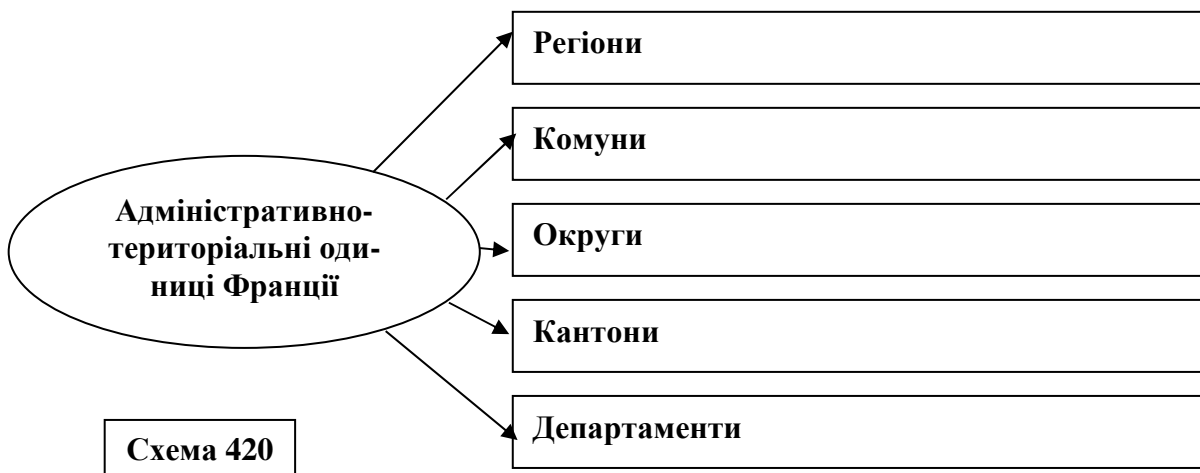 Регіони
Комуни
Адміністративно-
територіальні оди-
ниці Франції
Округи
Кантони
Департаменти
Схема 420